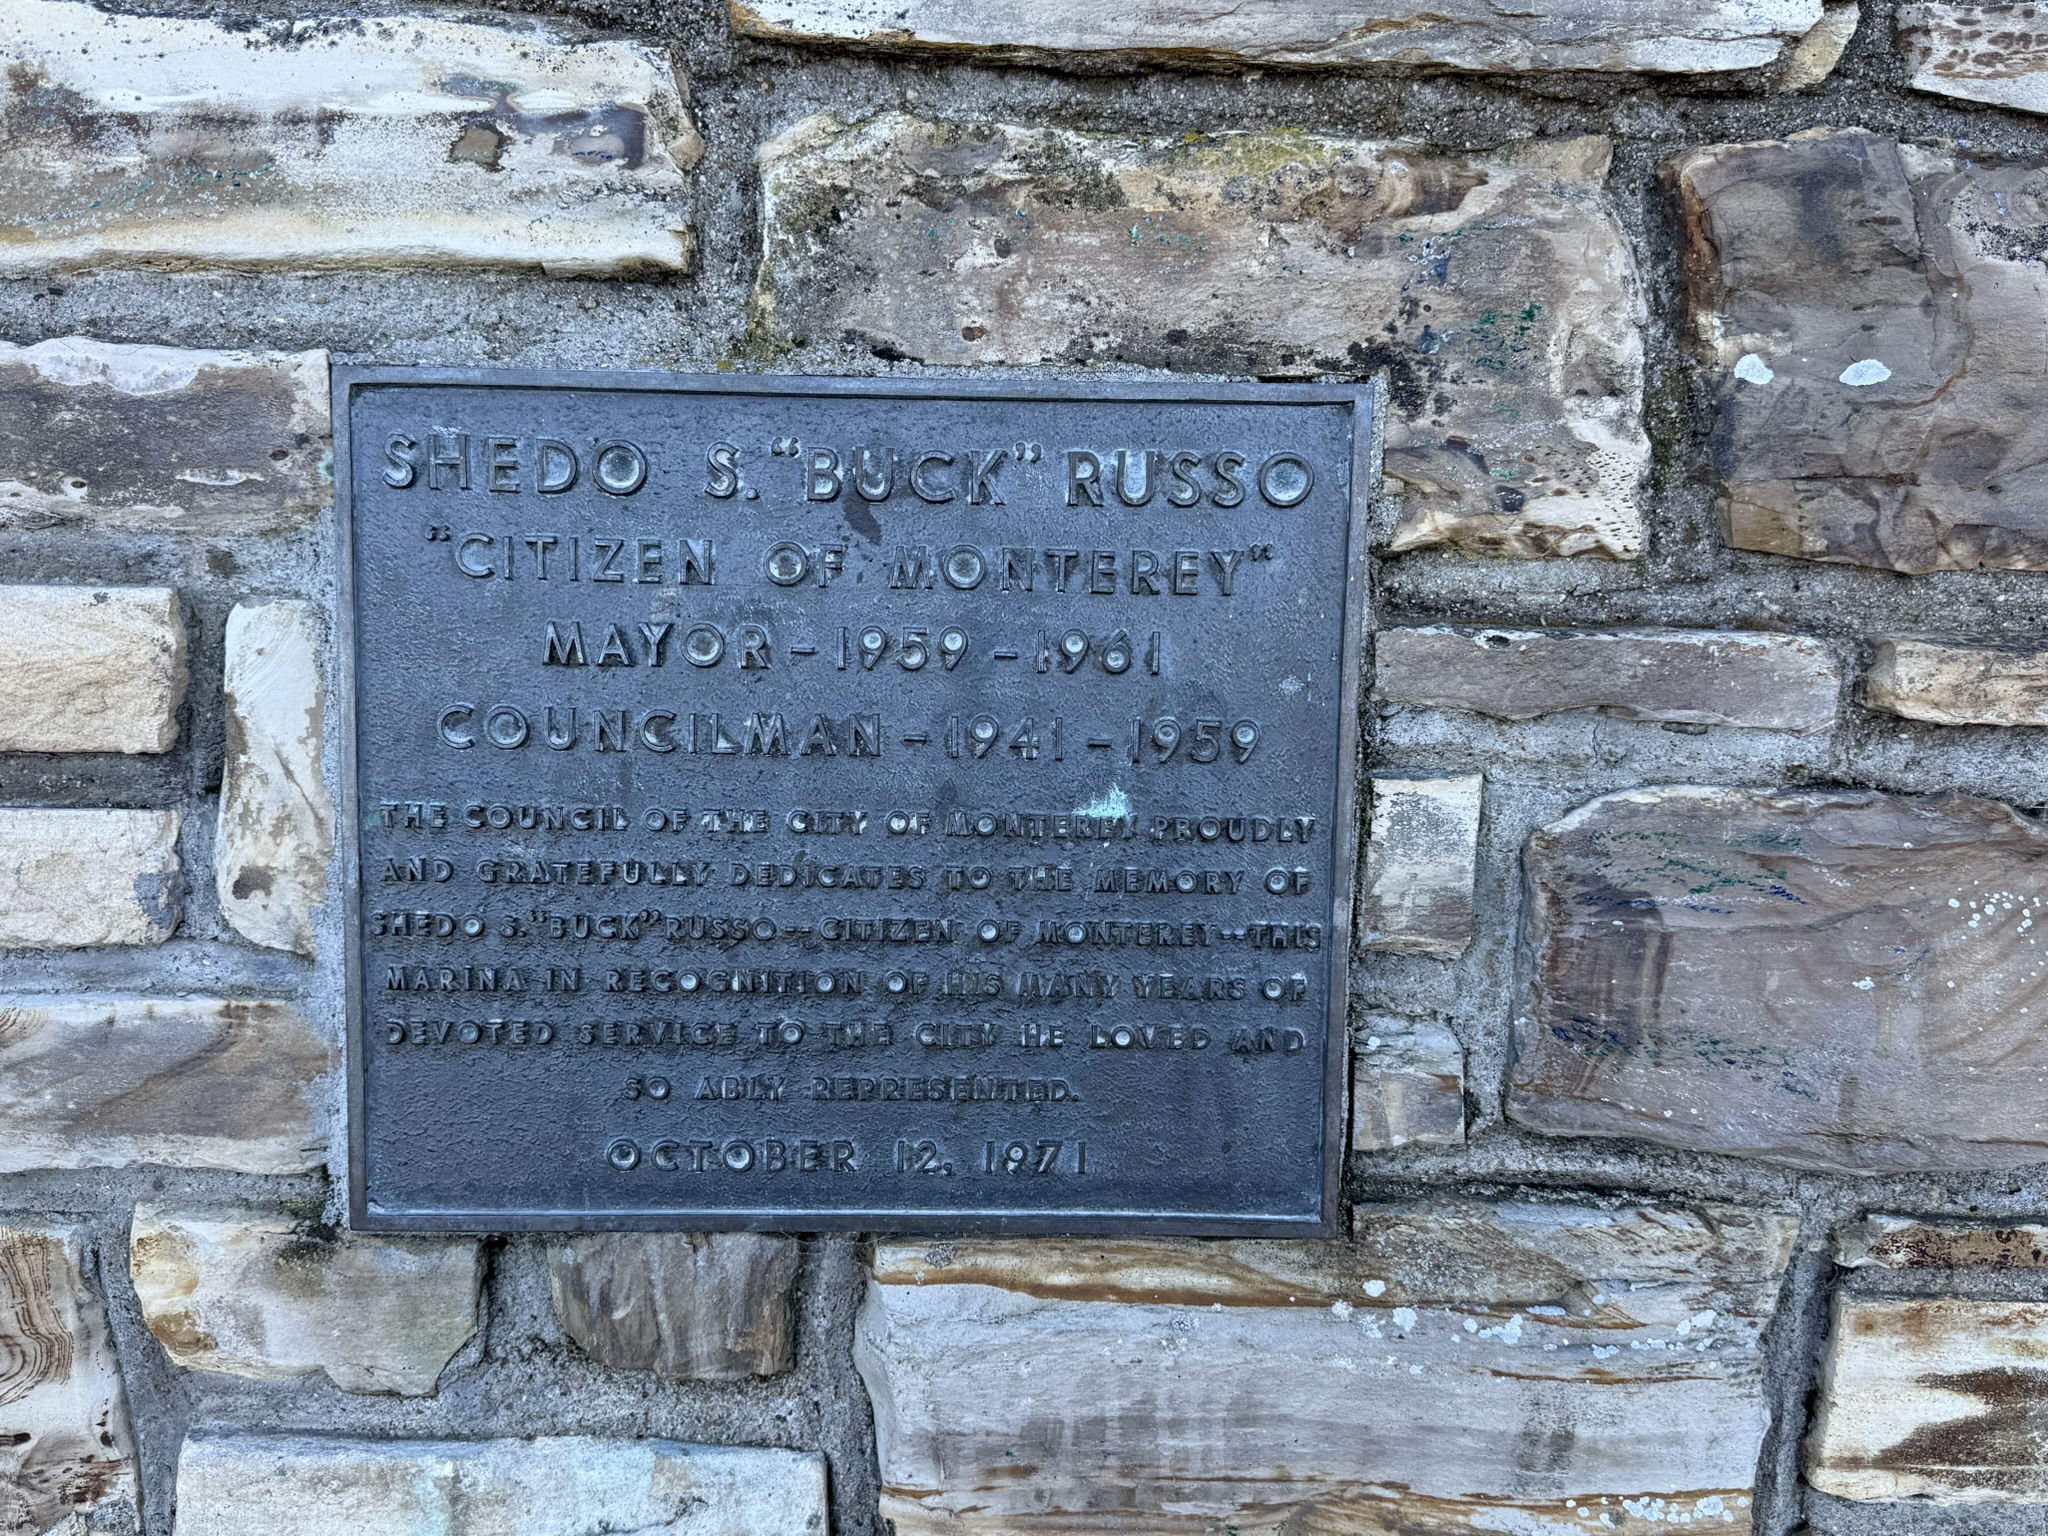 SHEDO S. “BUCK” RUSSO
“CITIZEN OF MONTEREY”
MAYOR – 1959 – 1961
COUNCILMAN – 1941 – 1959
THE COUNCIL OF THE CITY OF MONTEREY PROUDLY
AND GRATEFULLY DEDICATES TO THE MEMORY OF
SHEDO S. “BUCK” RUSSO -- CITIZEN OF MONTEREY -- THIS
MARINA IN RECOGNITION OF HIS MANY YEARS OF
DEVOTED SERVICE TO THE CITY HE LOVED AND
SO ABLY REPRESENTED.
OCTOBER 12, 1971